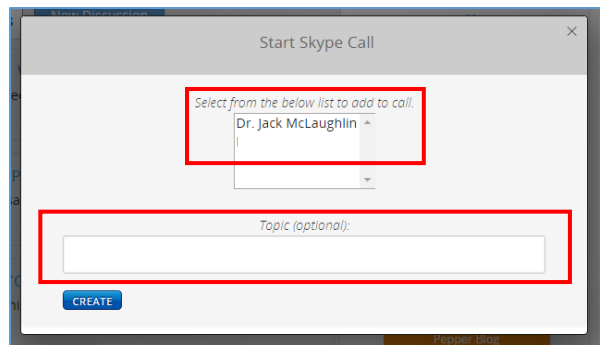 New Discussion
Start Skype Call
×
Select from the below list to add to call.
Dr. Jack McLaughlin
Topic (optional):
CREATE
Pepper Blog